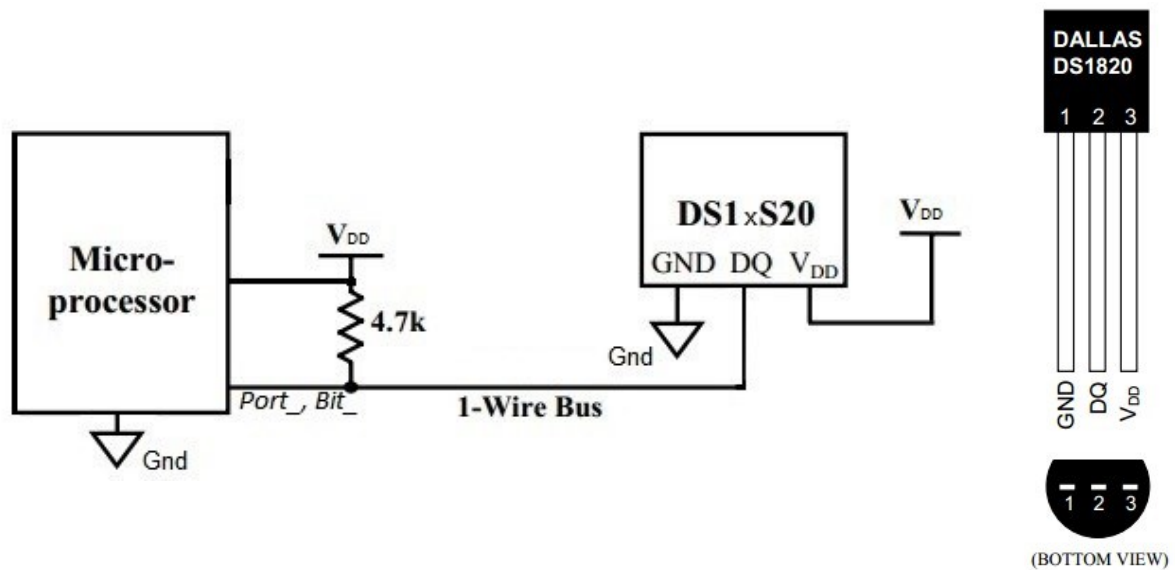 Micro-
processor
VDD
4.7k
Port_, Bit_
1-Wire Bus
Gnd
DS1xS20
GND DQ VDD
Gnd
VDD
DALLAS
DS1820
1 2 3
GND
DQ
VDD
1 2 3
(BOTTOM VIEW)